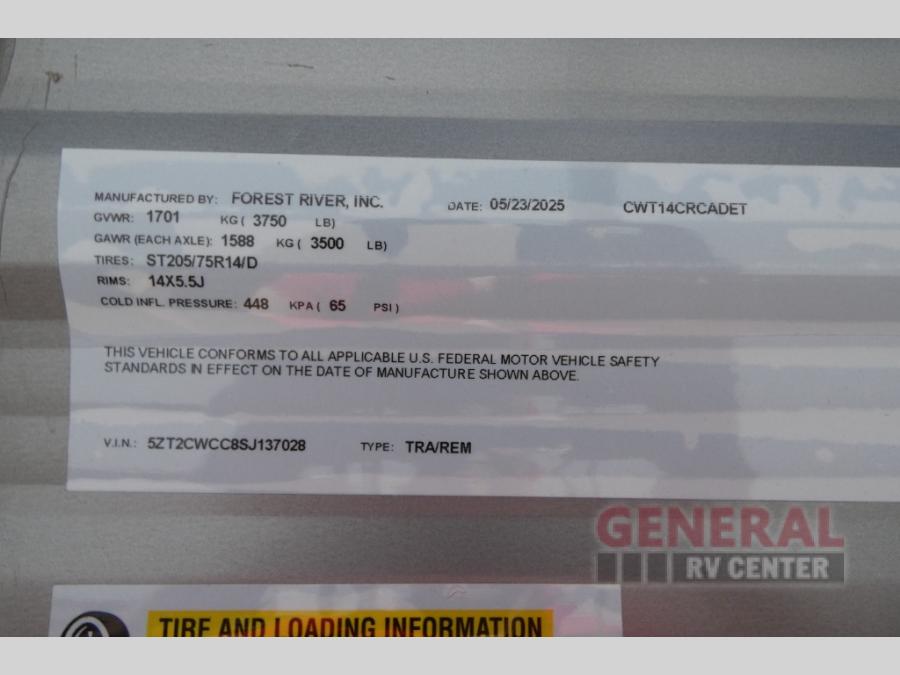 MANUFACTURED BY: FOREST RIVER, INC. DATE: 05/23/2025 CWT14CRCADET
GVWR: 1701 KG ( 3750 LB)
GAWR (EACH AXLE): 1588 KG ( 3500 LB)
TIRES: ST205/75R14/D
RIMS: 14X5.5J
COLD INFL. PRESSURE: 448 KPA ( 65 PSI )
THIS VEHICLE CONFORMS TO ALL APPLICABLE U.S. FEDERAL MOTOR VEHICLE SAFETY
STANDARDS IN EFFECT ON THE DATE OF MANUFACTURE SHOWN ABOVE.
V.I.N.: 5ZT2CWCC8SJ137028 TYPE: TRA/REM
GENERAL
RV CENTER
TIRE AND LOADING INFORMATION